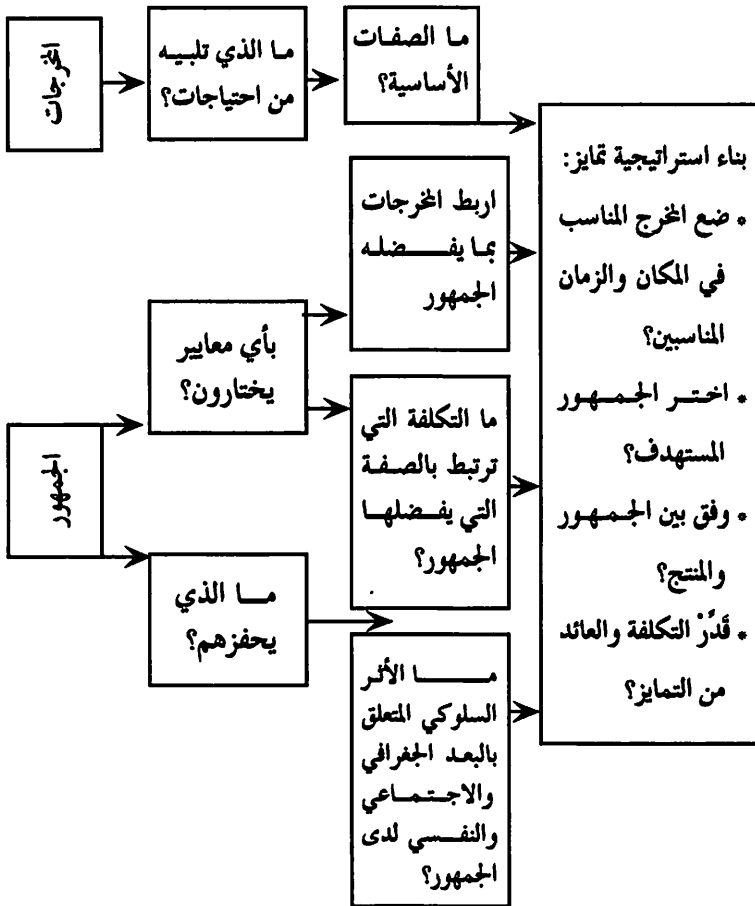 المخرجات
ما الذي تلبيه
من احتياجات؟
ما الصفات
الأساسية؟
الجمهور
بأي معايير
يختارون؟
ما الذي
يحفزهم؟
اربط المخرجات
بما يفضله
الجمهور
ما التكلفة التي
ترتبط بالصفة
التي يفضلها
الجمهور؟
ما الأثر
السلوكي المتعلق
بالبعد الجغرافي
والاجتماعي
والنفسي لدى
الجمهور؟
بناء استراتيجية تمايز:
* ضع المخرج المناسب
في المكان والزمان
المناسبين؟
* اختر الجمهور
المستهدف؟
* وفق بين الجمهور
والمنتج؟
* قَدِّرْ التكلفة والعائد
من التمايز؟